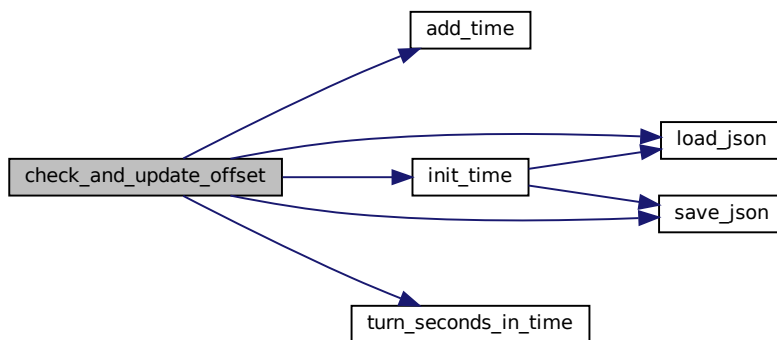 add_time
load_json
check_and_update_offset
init_time
save_json
turn_seconds_in_time